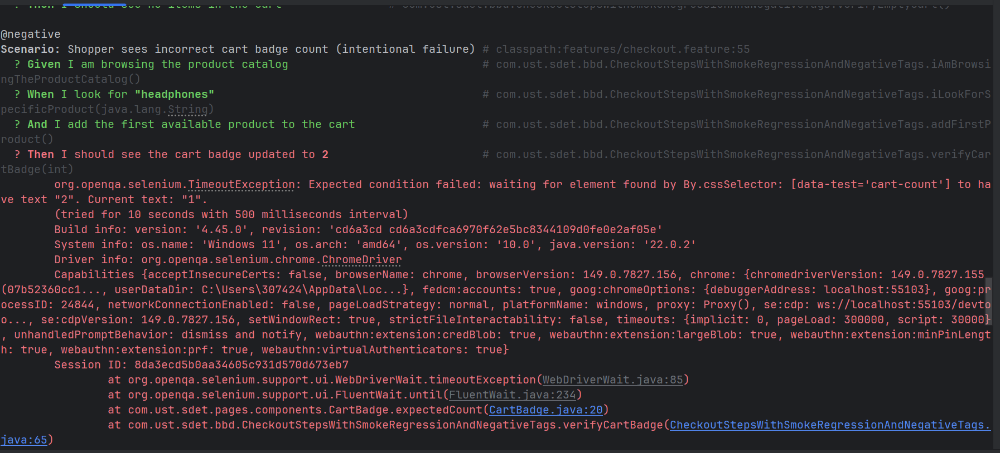 ? Then I should see no items in the cart # com.ust.sdet.bbd.CheckoutStepsWithSmokeRegressionAndNegativeTags.verifyEmptyCart()
@negative
Scenario: Shopper sees incorrect cart badge count (intentional failure) # classpath:features/checkout.feature:55
? Given I am browsing the product catalog # com.ust.sdet.bbd.CheckoutStepsWithSmokeRegressionAndNegativeTags.iAmBrowsi
ngTheProductCatalog()
? When I look for "headphones" # com.ust.sdet.bbd.CheckoutStepsWithSmokeRegressionAndNegativeTags.iLookForS
pecificProduct(java.lang.String)
? And I add the first available product to the cart # com.ust.sdet.bbd.CheckoutStepsWithSmokeRegressionAndNegativeTags.addFirstP
roduct()
? Then I should see the cart badge updated to 2 # com.ust.sdet.bbd.CheckoutStepsWithSmokeRegressionAndNegativeTags.verifyCar
tBadge(int)
org.openqa.selenium.TimeoutException: Expected condition failed: waiting for element found by By.cssSelector: [data-test='cart-count'] to ha
ve text "2". Current text: "1".
(tried for 10 seconds with 500 milliseconds interval)
Build info: version: '4.45.0', revision: 'cd6a3cd cd6a3cdfca6970f62e5bc8344109d0fe0e2af05e'
System info: os.name: 'Windows 11', os.arch: 'amd64', os.version: '10.0', java.version: '22.0.2'
Driver info: org.openqa.selenium.chrome.ChromeDriver
Capabilities {acceptInsecureCerts: false, browserName: chrome, browserVersion: 149.0.7827.156, chrome: {chromedriverVersion: 149.0.7827.155
(07b52360cc1..., userDataDir: C:\Users\307424\AppData\Loc...}, fedcm:accounts: true, goog:chromeOptions: {debuggerAddress: localhost:55103}, goog:pr
ocessID: 24844, networkConnectionEnabled: false, pageLoadStrategy: normal, platformName: windows, proxy: Proxy(), se:cdp: ws://localhost:55103/devto
o..., se:cdpVersion: 149.0.7827.156, setWindowRect: true, strictFileInteractability: false, timeouts: {implicit: 0, pageLoad: 300000, script: 30000}
, unhandledPromptBehavior: dismiss and notify, webauthn:extension:credBlob: true, webauthn:extension:largeBlob: true, webauthn:extension:minPinLengt
h: true, webauthn:extension:prf: true, webauthn:virtualAuthenticators: true}
Session ID: 8da3ecd5b0aa34605c931d570d673eb7
at org.openqa.selenium.support.ui.WebDriverWait.timeoutException(WebDriverWait.java:85)
at org.openqa.selenium.support.ui.FluentWait.until(FluentWait.java:234)
at com.ust.sdet.pages.components.CartBadge.expectedCount(CartBadge.java:20)
at com.ust.sdet.bbd.CheckoutStepsWithSmokeRegressionAndNegativeTags.verifyCartBadge(CheckoutStepsWithSmokeRegressionAndNegativeTags.
java:65)